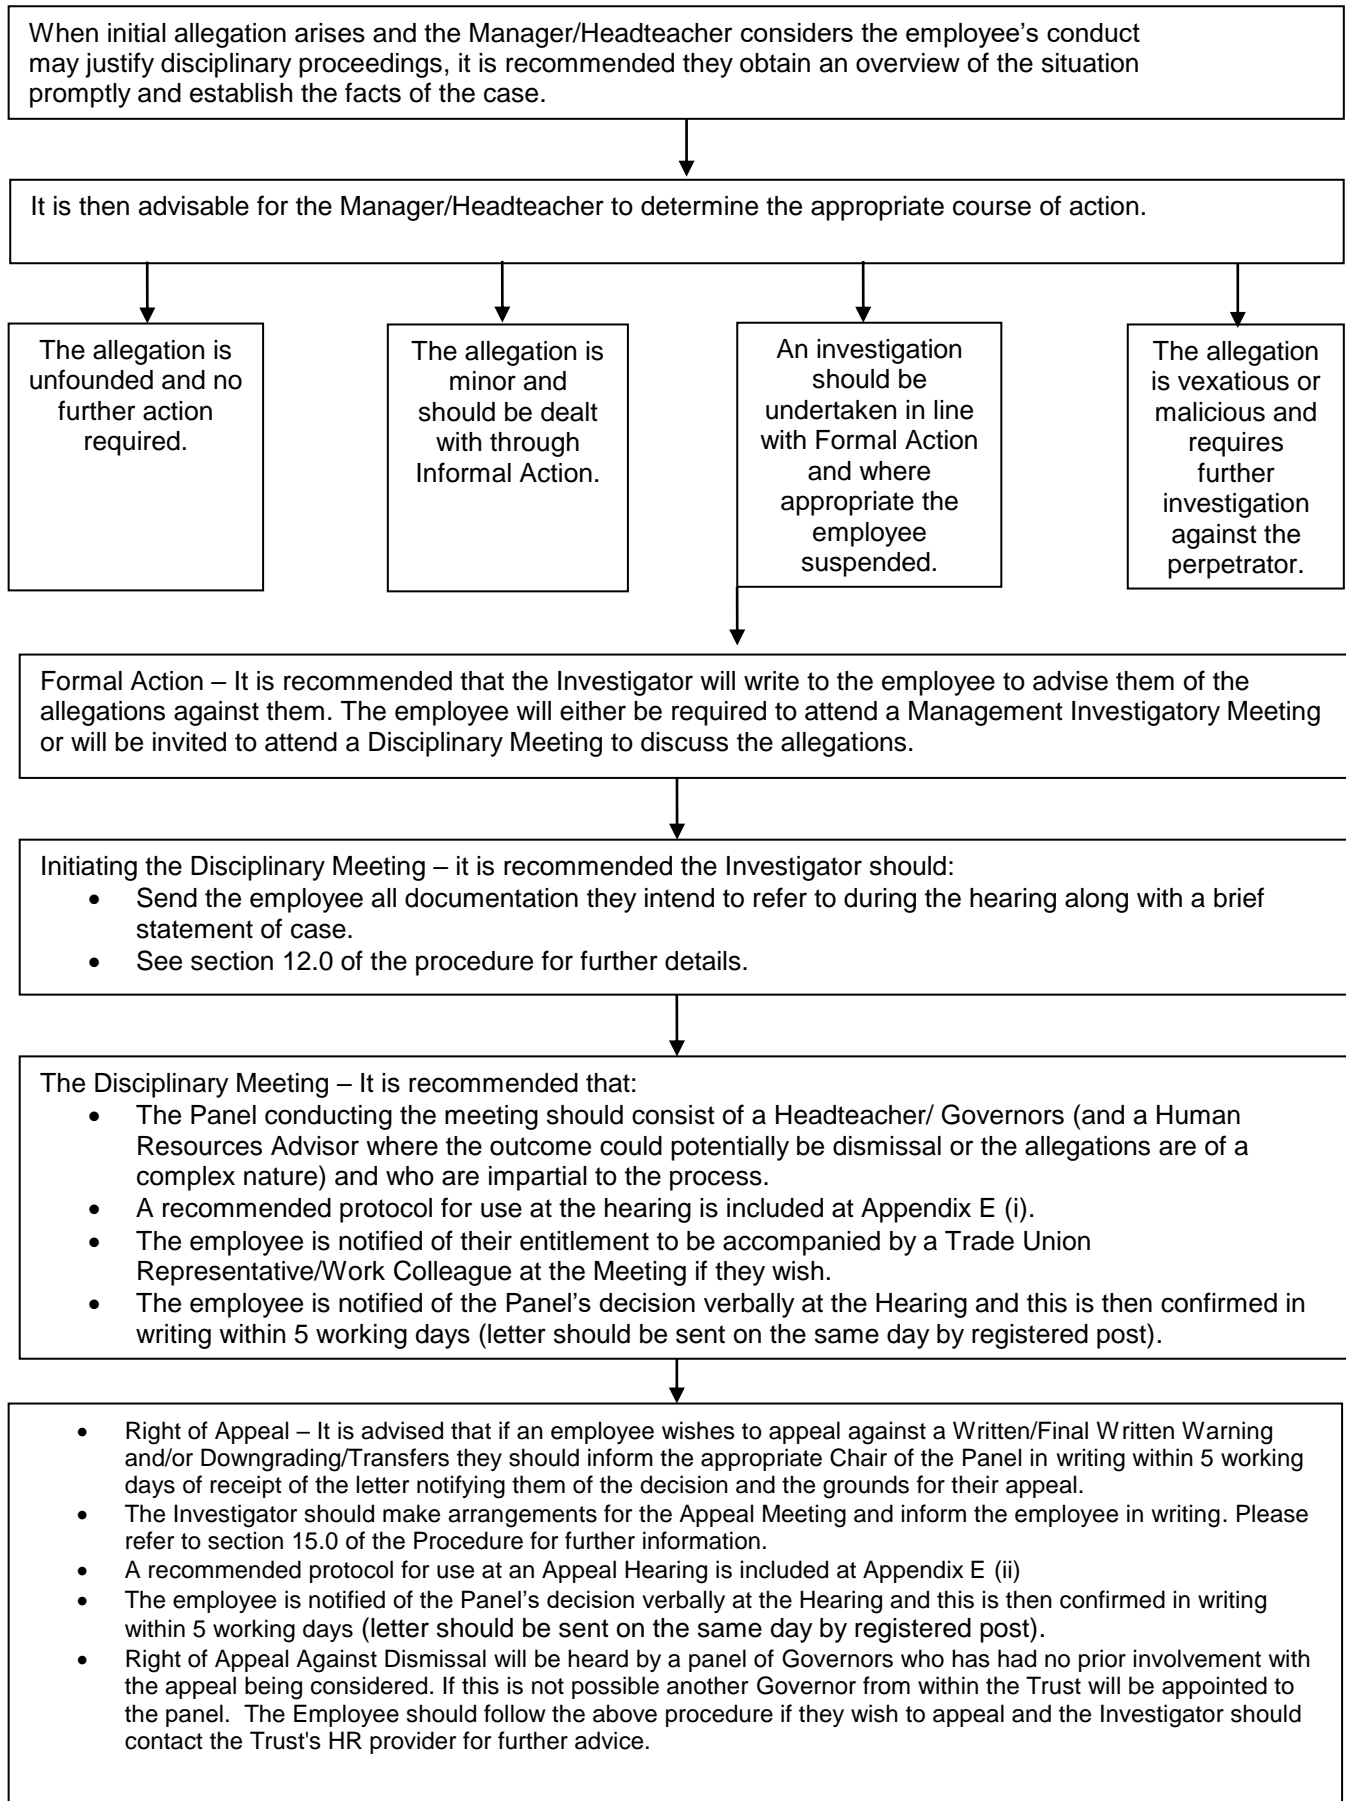 When initial allegation arises and the Manager/Headteacher considers the employee’s conduct
may justify disciplinary proceedings, it is recommended they obtain an overview of the situation
promptly and establish the facts of the case.
It is then advisable for the Manager/Headteacher to determine the appropriate course of action.
The allegation is
unfounded and no
further action
required.
The allegation is
minor and
should be dealt
with through
Informal Action.
An investigation
should be
undertaken in line
with Formal Action
and where
appropriate the
employee
suspended.
The allegation
is vexatious or
malicious and
requires
further
investigation
against the
perpetrator.
Formal Action – It is recommended that the Investigator will write to the employee to advise them of the
allegations against them. The employee will either be required to attend a Management Investigatory Meeting
or will be invited to attend a Disciplinary Meeting to discuss the allegations.
Initiating the Disciplinary Meeting – it is recommended the Investigator should:
• Send the employee all documentation they intend to refer to during the hearing along with a brief
statement of case.
• See section 12.0 of the procedure for further details.
The Disciplinary Meeting – It is recommended that:
• The Panel conducting the meeting should consist of a Headteacher/ Governors (and a Human
Resources Advisor where the outcome could potentially be dismissal or the allegations are of a
complex nature) and who are impartial to the process.
• A recommended protocol for use at the hearing is included at Appendix E (i).
• The employee is notified of their entitlement to be accompanied by a Trade Union
Representative/Work Colleague at the Meeting if they wish.
• The employee is notified of the Panel’s decision verbally at the Hearing and this is then confirmed in
writing within 5 working days (letter should be sent on the same day by registered post).
• Right of Appeal – It is advised that if an employee wishes to appeal against a Written/Final Written Warning
and/or Downgrading/Transfers they should inform the appropriate Chair of the Panel in writing within 5 working
days of receipt of the letter notifying them of the decision and the grounds for their appeal.
• The Investigator should make arrangements for the Appeal Meeting and inform the employee in writing. Please
refer to section 15.0 of the Procedure for further information.
• A recommended protocol for use at an Appeal Hearing is included at Appendix E (ii)
• The employee is notified of the Panel’s decision verbally at the Hearing and this is then confirmed in writing
within 5 working days (letter should be sent on the same day by registered post).
• Right of Appeal Against Dismissal will be heard by a panel of Governors who has had no prior involvement with
the appeal being considered. If this is not possible another Governor from within the Trust will be appointed to
the panel.  The Employee should follow the above procedure if they wish to appeal and the Investigator should
contact the Trust's HR provider for further advice.